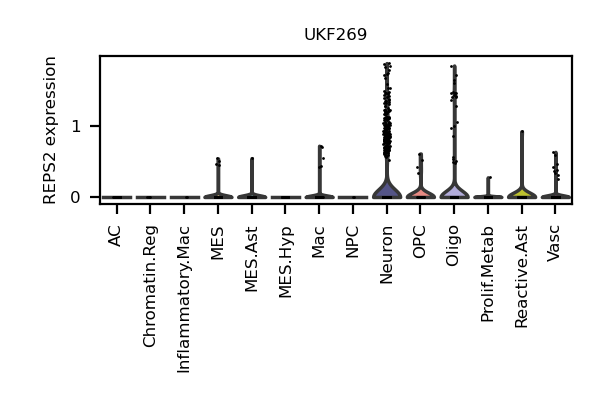 UKF269
REPS2 expression
1
0
AC
Chromatin.Reg
Inflammatory.Mac
MES
MES.Ast
MES.Hyp
Mac
NPC
Neuron
OPC
Oligo
Prolif.Metab
Reactive.Ast
Vasc